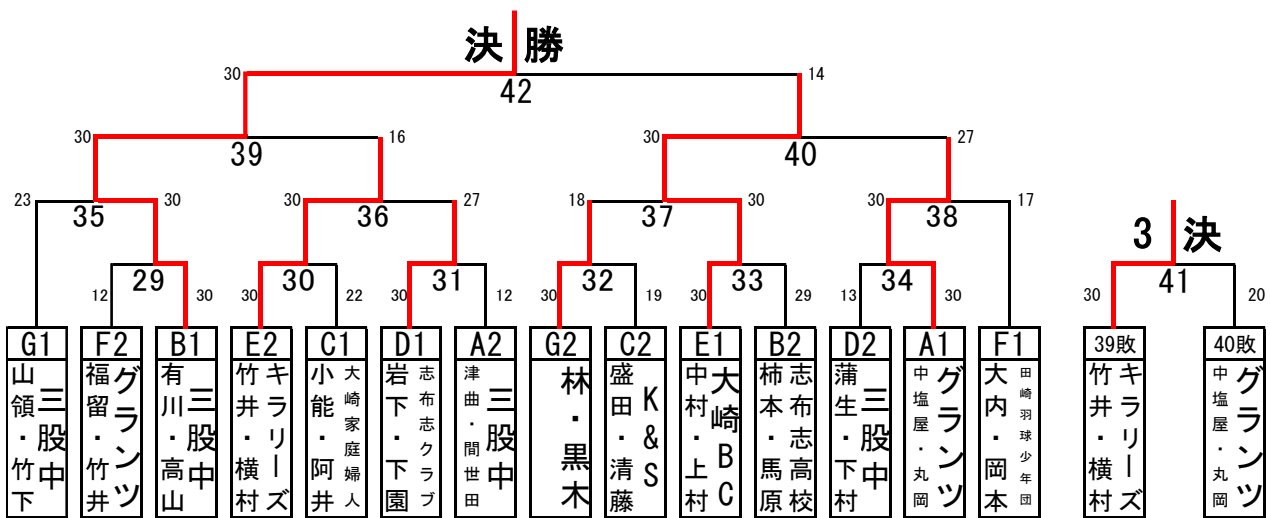 決 勝
30
14
42
30
16
30
27
39
40
23
30
30
27
18
30
30
17
35
36
37
38
3 決
29
30
31
32
33
34
41
12
30
30
22
30
12
30
19
30
29
13
30
30
20
G1
F2
B1
E2
C1
D1
A2
G2
C2
E1
B2
D2
A1
F1
39敗
40敗
三股中
山領・竹下
グランツ
福留・竹井
三股中
有川・高山
キラリーズ
竹井・横村
大崎家庭婦人
小能・阿井
志布志クラブ
岩下・下園
三股中
津曲・間世田
林・黒木
K&S
盛田・清藤
大崎BC
中村・上村
志布志高校
柿本・馬原
三股中
蒲生・下村
グランツ
中塩屋・丸岡
田崎羽球少年団
大内・岡本
キラリーズ
竹井・横村
グランツ
中塩屋・丸岡